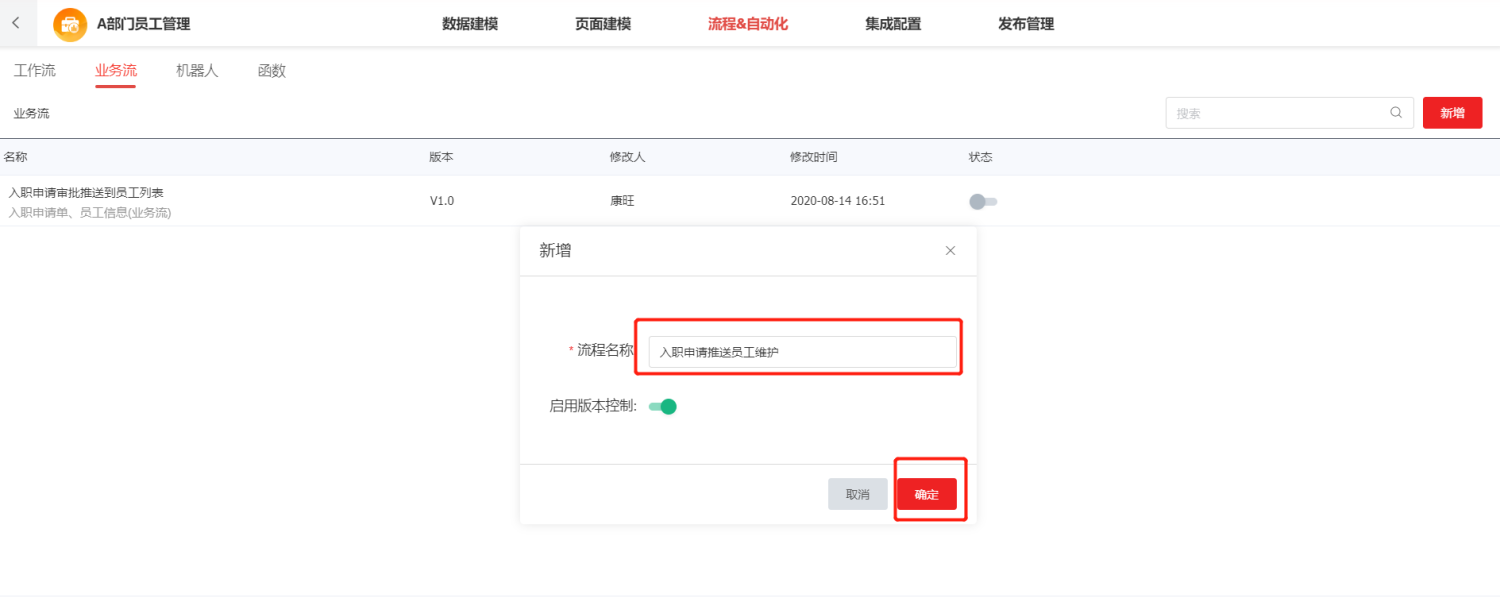 A部门员工管理 数据建模 页面建模 流程&自动化 集成配置 发布管理
工作流 业务流 机器人 函数
业务流 搜索 新增
名称 版本 修改人 修改时间 状态
入职申请审批推送到员工列表
入职申请单、员工信息(业务流) V1.0 康旺 2020-08-14 16:51
新增
* 流程名称 入职申请推送员工维护
启用版本控制:
取消 确定